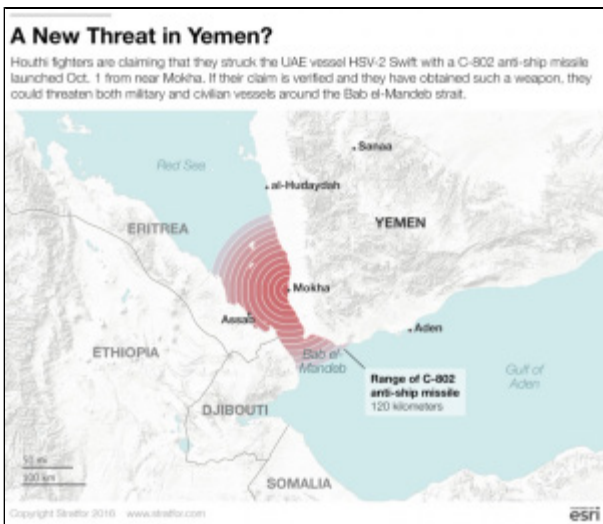 A New Threat in Yemen?
Houthi fighters are claiming that they struck the UAE vessel HSV-2 Swift with a C-802 anti-ship missile
launched Oct. 1 from near Mokha. If their claim is verified and they have obtained such a weapon, they
could threaten both military and civilian vessels around the Bab el-Mandeb strait.
Sanaa
Red Sea
al-Hudaydah
YEMEN
ERITREA
Mokha
Assab
Aden
ETHIOPIA
Bab el-
Mandeb
Gulf of
Aden
Range of C-802
anti-ship missile
120 kilometers
DJIBOUTI
50 mi
100 km
SOMALIA
Copyright Stratfor 2016 www.stratfor.com
esri